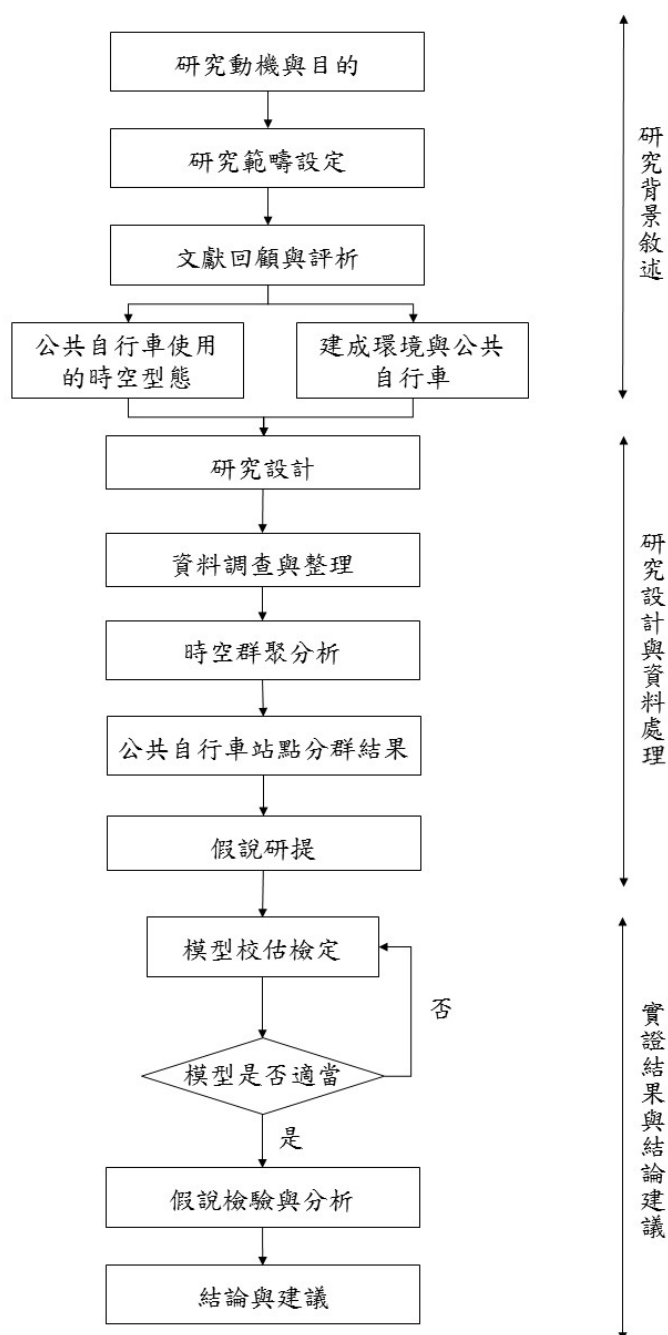 研究動機與目的
研究範疇設定
文獻回顧與評析
公共自行車使用
的時空型態
建成環境與公共
自行車
研究背景敘述
研究設計
資料調查與整理
時空群聚分析
公共自行車站點分群結果
假說研提
研究設計與資料處理
模型校估檢定
否
模型是否適當
是
假說檢驗與分析
結論與建議
實證結果與結論建議